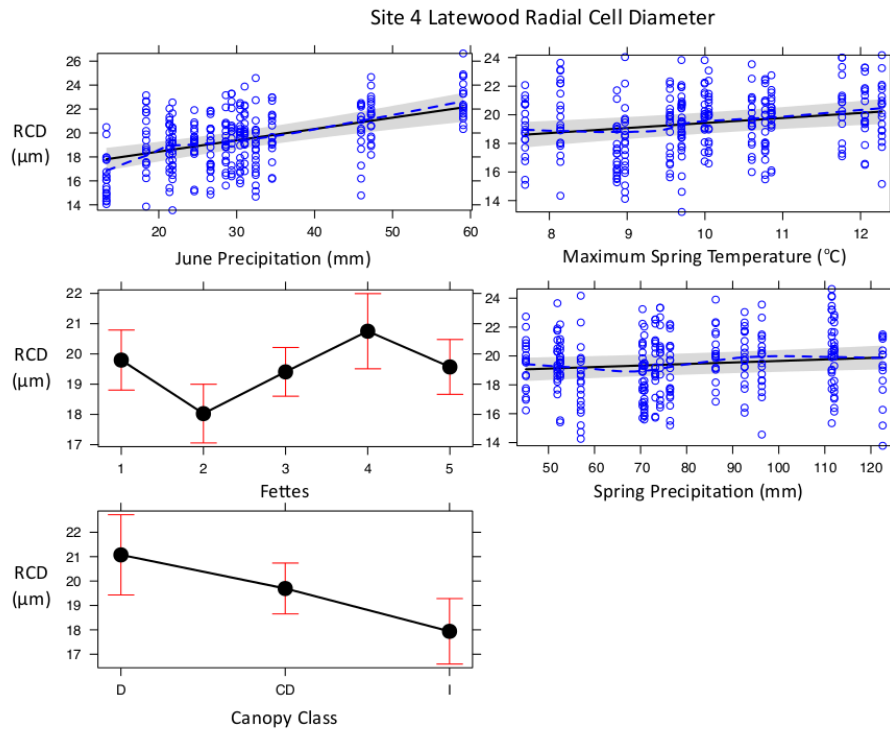 Site 4 Latewood Radial Cell Diameter
26
24
22
20
18
16
14
RCD
(µm)
20 30 40 50 60
June Precipitation (mm)
24
22
20
18
16
14
8 9 10 11 12
Maximum Spring Temperature (°C)
22
21
20
19
18
17
RCD
(µm)
1 2 3 4 5
Fettes
24
22
20
18
16
14
50 60 70 80 90 100 110 120
Spring Precipitation (mm)
22
21
20
19
18
17
RCD
(µm)
D CD I
Canopy Class